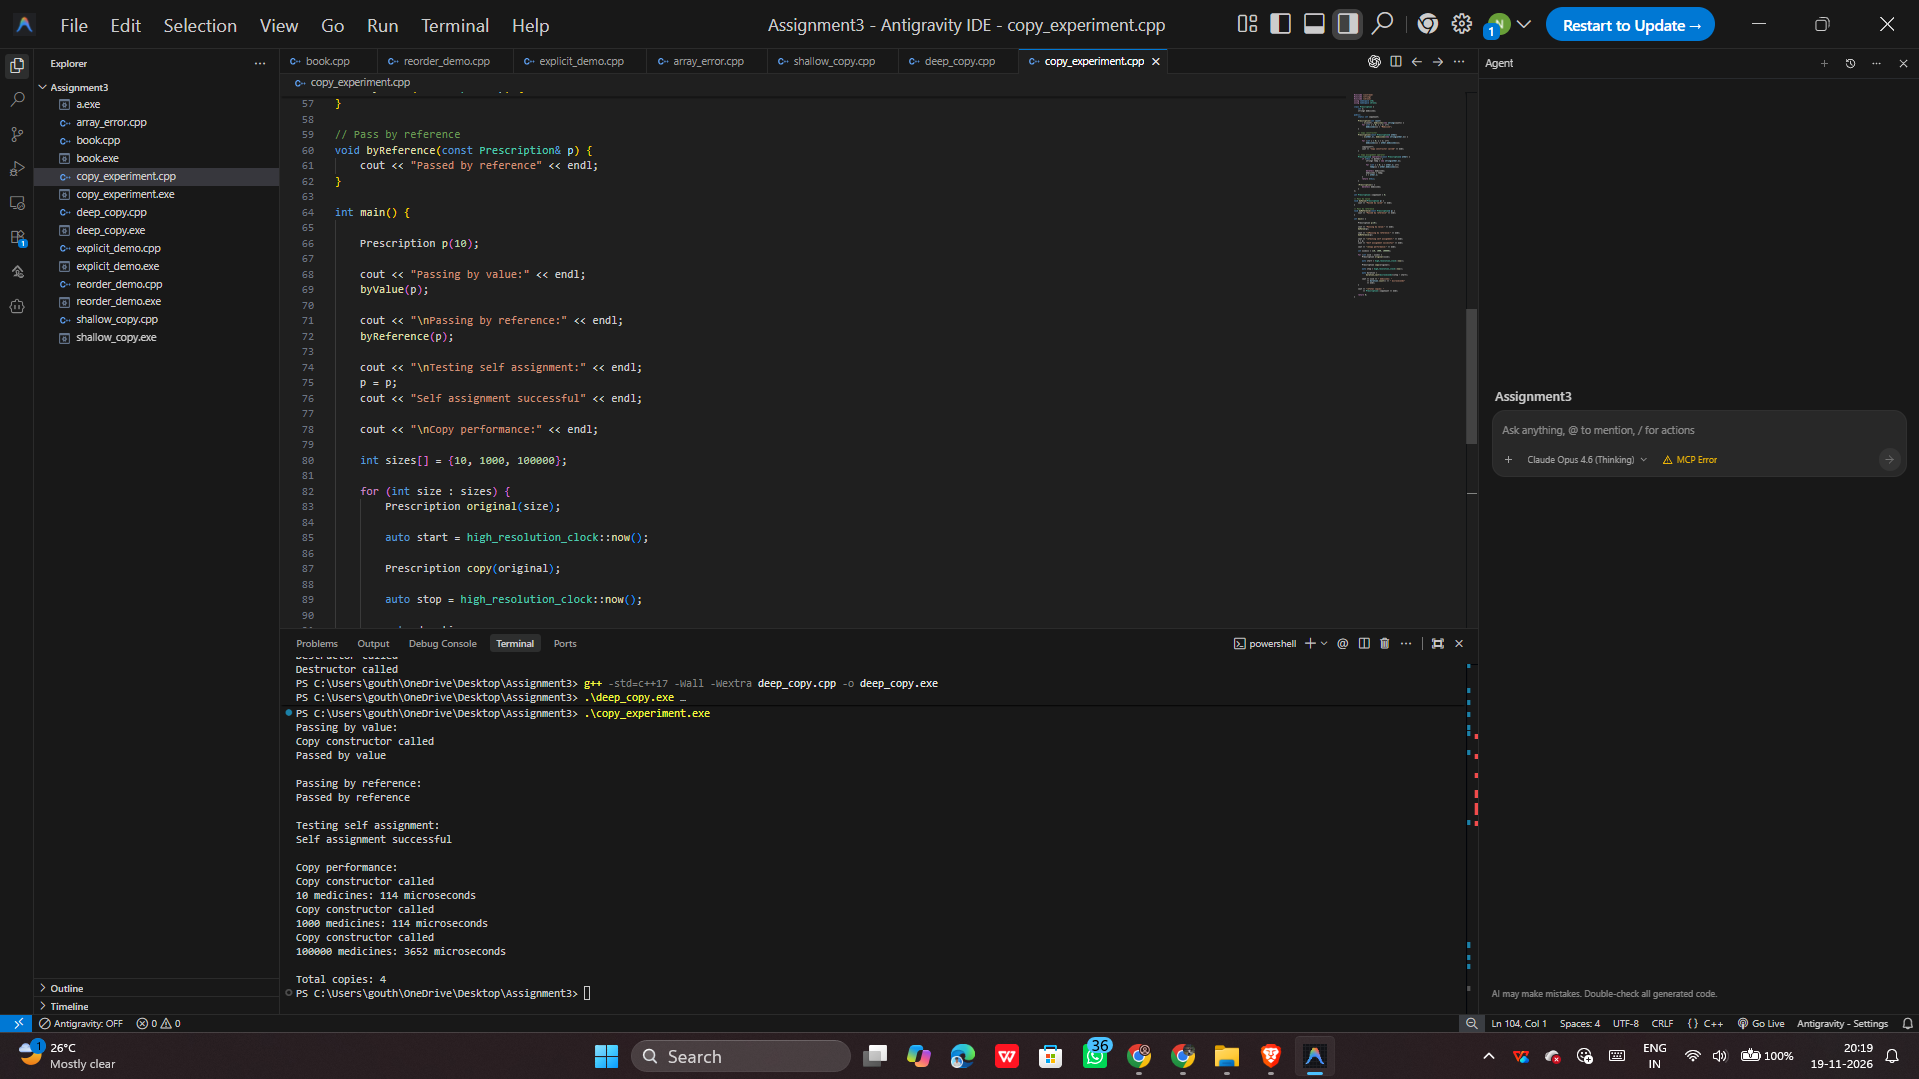 File Edit Selection View Go Run Terminal Help
Assignment3 - Antigravity IDE - copy_experiment.cpp
Restart to Update →
Explorer
Assignment3
a.exe
array_error.cpp
book.cpp
book.exe
copy_experiment.cpp
copy_experiment.exe
deep_copy.cpp
deep_copy.exe
explicit_demo.cpp
explicit_demo.exe
reorder_demo.cpp
reorder_demo.exe
shallow_copy.cpp
shallow_copy.exe
Outline
Timeline
book.cpp reorder_demo.cpp explicit_demo.cpp array_error.cpp shallow_copy.cpp deep_copy.cpp copy_experiment.cpp
copy_experiment.cpp
57 }
58
59 // Pass by reference
60 void byReference(const Prescription& p) {
61 cout << "Passed by reference" << endl;
62 }
63
64 int main() {
65
66 Prescription p(10);
67
68 cout << "Passing by value:" << endl;
69 byValue(p);
70
71 cout << "\nPassing by reference:" << endl;
72 byReference(p);
73
74 cout << "\nTesting self assignment:" << endl;
75 p = p;
76 cout << "Self assignment successful" << endl;
77
78 cout << "\nCopy performance:" << endl;
79
80 int sizes[] = {10, 1000, 100000};
81
82 for (int size : sizes) {
83 Prescription original(size);
84
85 auto start = high_resolution_clock::now();
86
87 Prescription copy(original);
88
89 auto stop = high_resolution_clock::now();
90
Problems Output Debug Console Terminal Ports
powershell
Destructor called
Destructor called
PS C:\Users\gouth\OneDrive\Desktop\Assignment3> g++ -std=c++17 -Wall -Wextra deep_copy.cpp -o deep_copy.exe
PS C:\Users\gouth\OneDrive\Desktop\Assignment3> .\deep_copy.exe …
PS C:\Users\gouth\OneDrive\Desktop\Assignment3> .\copy_experiment.exe
Passing by value:
Copy constructor called
Passed by value
Passing by reference:
Passed by reference
Testing self assignment:
Self assignment successful
Copy performance:
Copy constructor called
10 medicines: 114 microseconds
Copy constructor called
1000 medicines: 114 microseconds
Copy constructor called
100000 medicines: 3652 microseconds
Total copies: 4
PS C:\Users\gouth\OneDrive\Desktop\Assignment3>
Agent
Assignment3
Ask anything, @ to mention, / for actions
Claude Opus 4.6 (Thinking) MCP Error
AI may make mistakes. Double-check all generated code.
Antigravity: OFF 0 0
Ln 104, Col 1 Spaces: 4 UTF-8 CRLF {} C++ Go Live Antigravity - Settings
26°C
Mostly clear
Search
36
ENG
IN
100%
20:19
19-11-2026